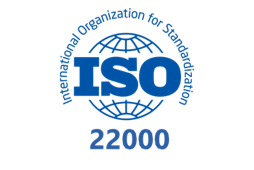 International Organization for Standardization
ISO
22000